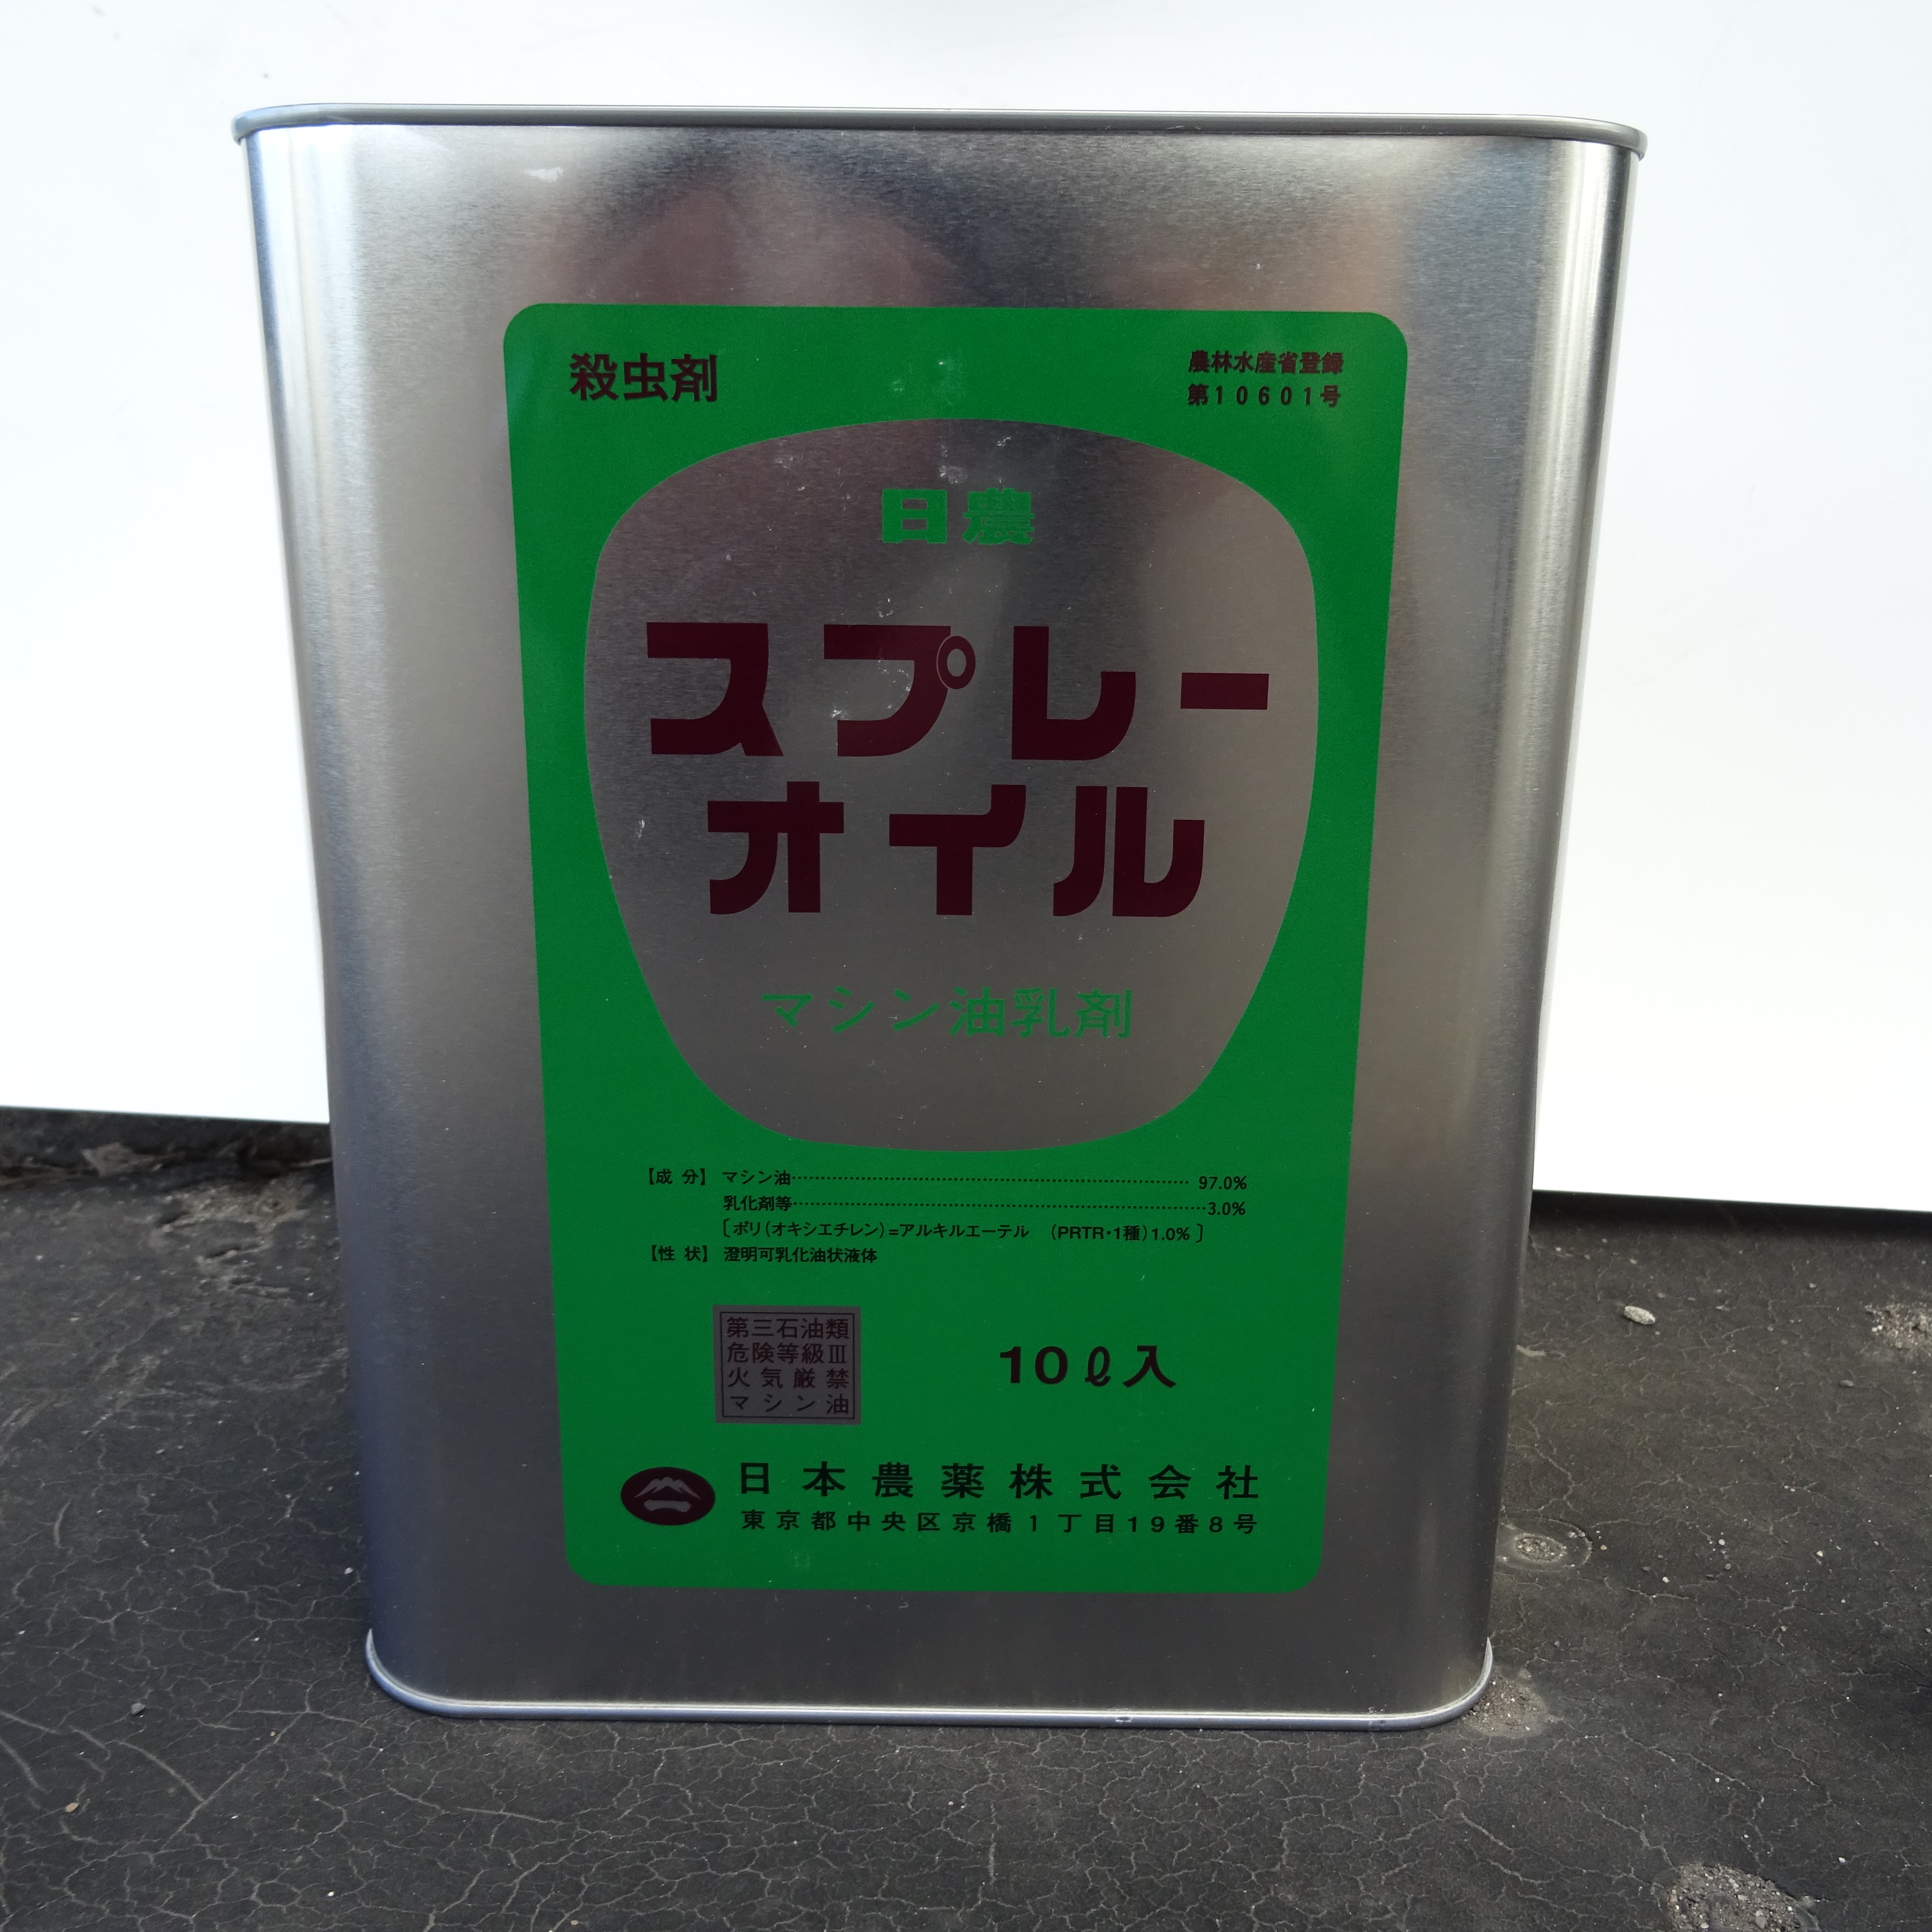 殺虫剤
農林水産省登録
第10601号
日農
スプレー
オイル
マシン油乳剤
【成 分】 マシン油 97.0%
乳化剤等 3.0%
〔ポリ(オキシエチレン)=アルキルエーテル (PRTR・1種)1.0%〕
【性 状】 澄明可乳化油状液体
第三石油類
危険等級Ⅲ
火気厳禁
マシン油
10ℓ入
日本農薬株式会社
東京都中央区京橋1丁目19番8号